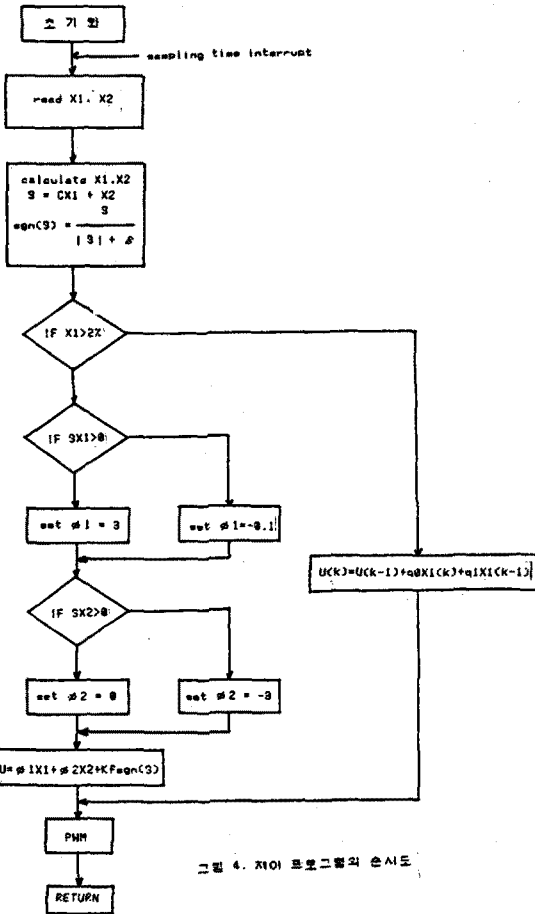 초 기 화
sampling time interrupt
read X1, X2
calculate X1.X2
S = CX1 + X2
sgn(S) = S
|S| + δ
IF X1>2%
IF SX1>0
set ø1 = 3
set ø1=-0.1
U(k)=U(k-1)+q0X1(k)+q1X1(k-1)
IF SX2>0
set ø2 = 0
set ø2 = -3
U=ø1X1+ø2X2+KFsgn(S)
PWM
RETURN
그림 4. 제어 프로그램의 순서도